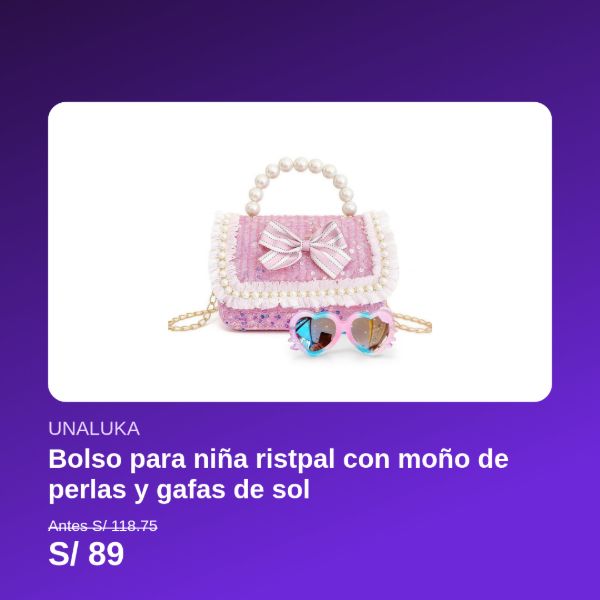 UNALUKA
Bolso para niña ristpal con moño de
perlas y gafas de sol
Antes S/ 118.75
S/ 89